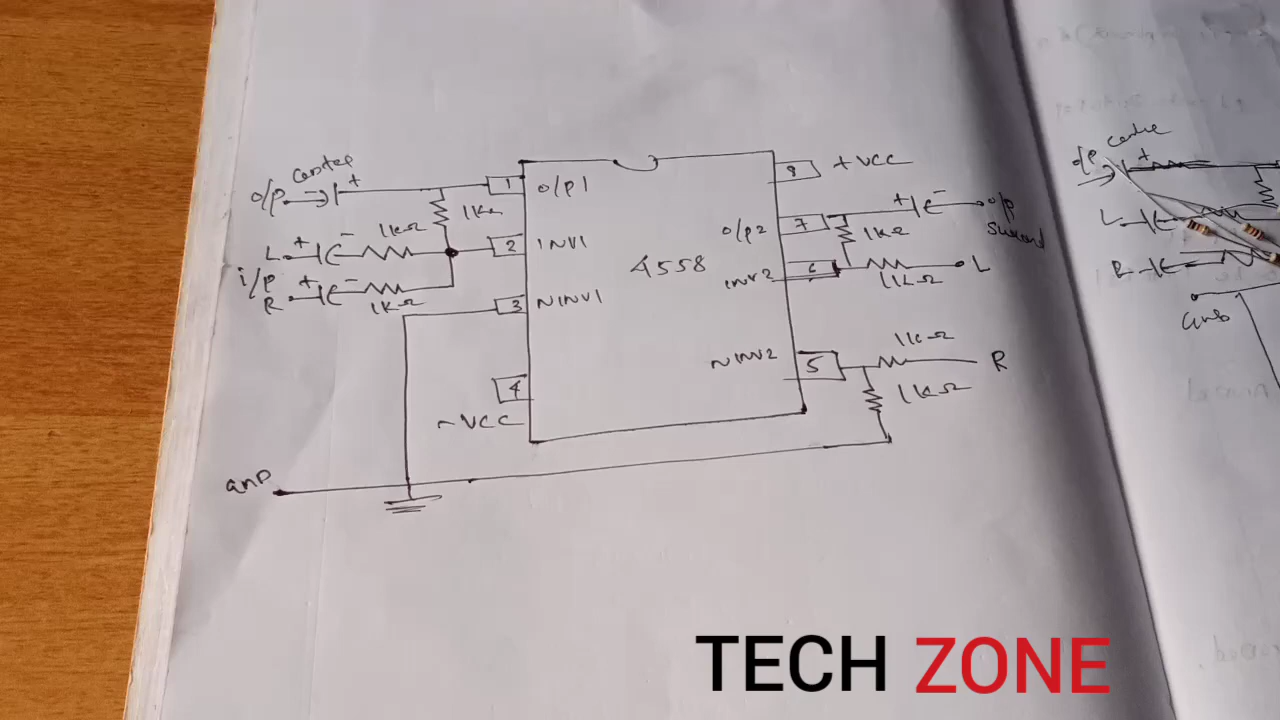 o/p center
+
1
o/p1
1KΩ
1KΩ
L
+
-
2
INV1
i/p
R
+
-
1KΩ
3
NINV1
4
-VCC
4558
8
+VCC
o/p2
7
+
-
o/p
1KΩ
INV2
6
1KΩ
L
NINV2
5
1KΩ
R
1KΩ
GND
o/p
+
L
R
GND
TECH ZONE